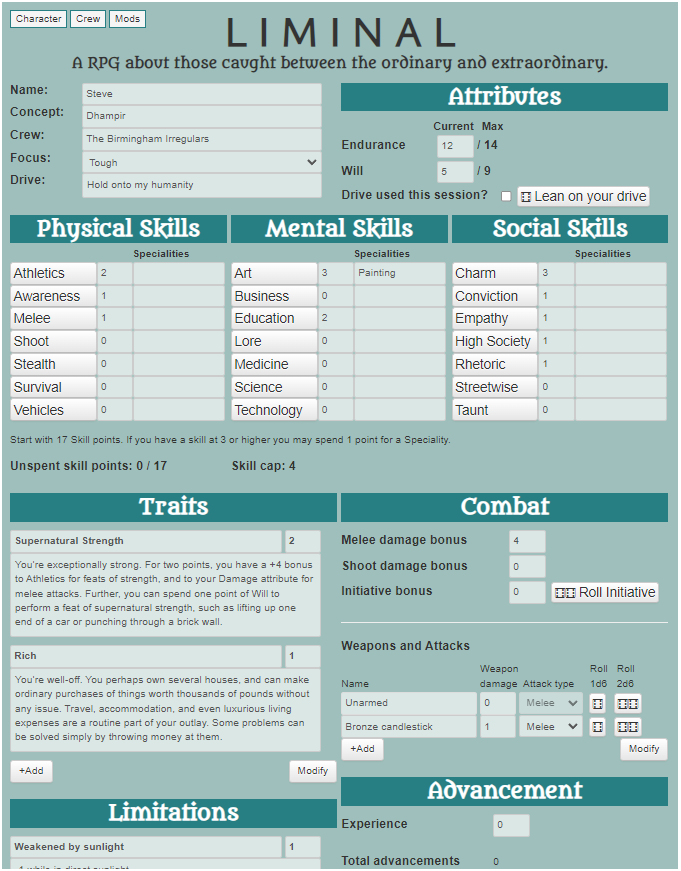 Character Crew Mods
LIMINAL
A RPG about those caught between the ordinary and extraordinary.
Name: Steve
Concept: Dhampir
Crew: The Birmingham Irregulars
Focus: Tough
Drive: Hold onto my humanity
Attributes
Current Max
Endurance 12 / 14
Will 5 / 9
Drive used this session? Lean on your drive
Physical Skills
Specialities
Athletics 2
Awareness 1
Melee 1
Shoot 0
Stealth 0
Survival 0
Vehicles 0
Mental Skills
Specialities
Art 3 Painting
Business 0
Education 2
Lore 0
Medicine 0
Science 0
Technology 0
Social Skills
Specialities
Charm 3
Conviction 1
Empathy 1
High Society 1
Rhetoric 1
Streetwise 0
Taunt 0
Start with 17 Skill points. If you have a skill at 3 or higher you may spend 1 point for a Speciality.
Unspent skill points: 0 / 17 Skill cap: 4
Traits
Supernatural Strength 2
You're exceptionally strong. For two points, you have a +4 bonus
to Athletics for feats of strength, and to your Damage attribute for
melee attacks. Further, you can spend one point of Will to
perform a feat of supernatural strength, such as lifting up one
end of a car or punching through a brick wall.
Rich 1
You're well-off. You perhaps own several houses, and can make
ordinary purchases of things worth thousands of pounds without
any issue. Travel, accommodation, and even luxurious living
expenses are a routine part of your outlay. Some problems can
be solved simply by throwing money at them.
+Add Modify
Limitations
Weakened by sunlight 1
-1 while in direct sunlight
Combat
Melee damage bonus 4
Shoot damage bonus 0
Initiative bonus 0 Roll Initiative
Weapons and Attacks
Weapon Roll Roll
Name damage Attack type 1d6 2d6
Unarmed 0 Melee
Bronze candlestick 1 Melee
+Add Modify
Advancement
Experience 0
Total advancements 0